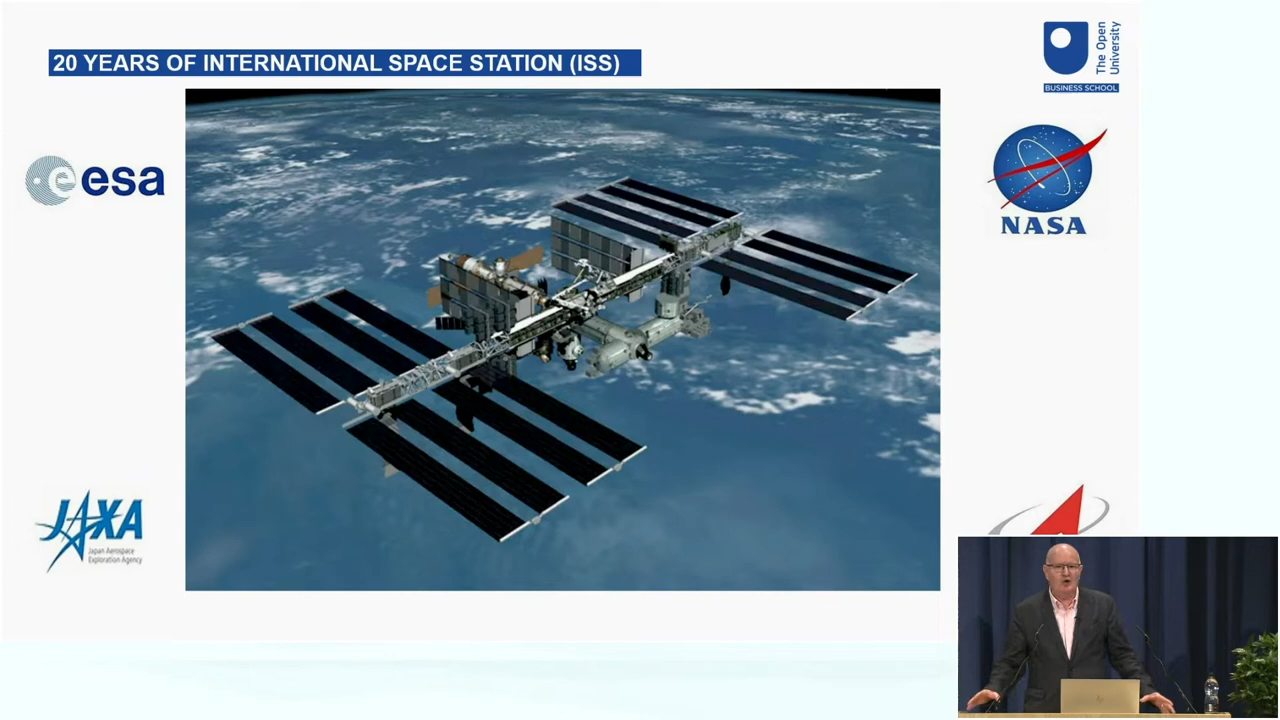 20 YEARS OF INTERNATIONAL SPACE STATION (ISS)
The Open
University
BUSINESS SCHOOL
esa
NASA
JAXA
Japan Aerospace
Exploration Agency